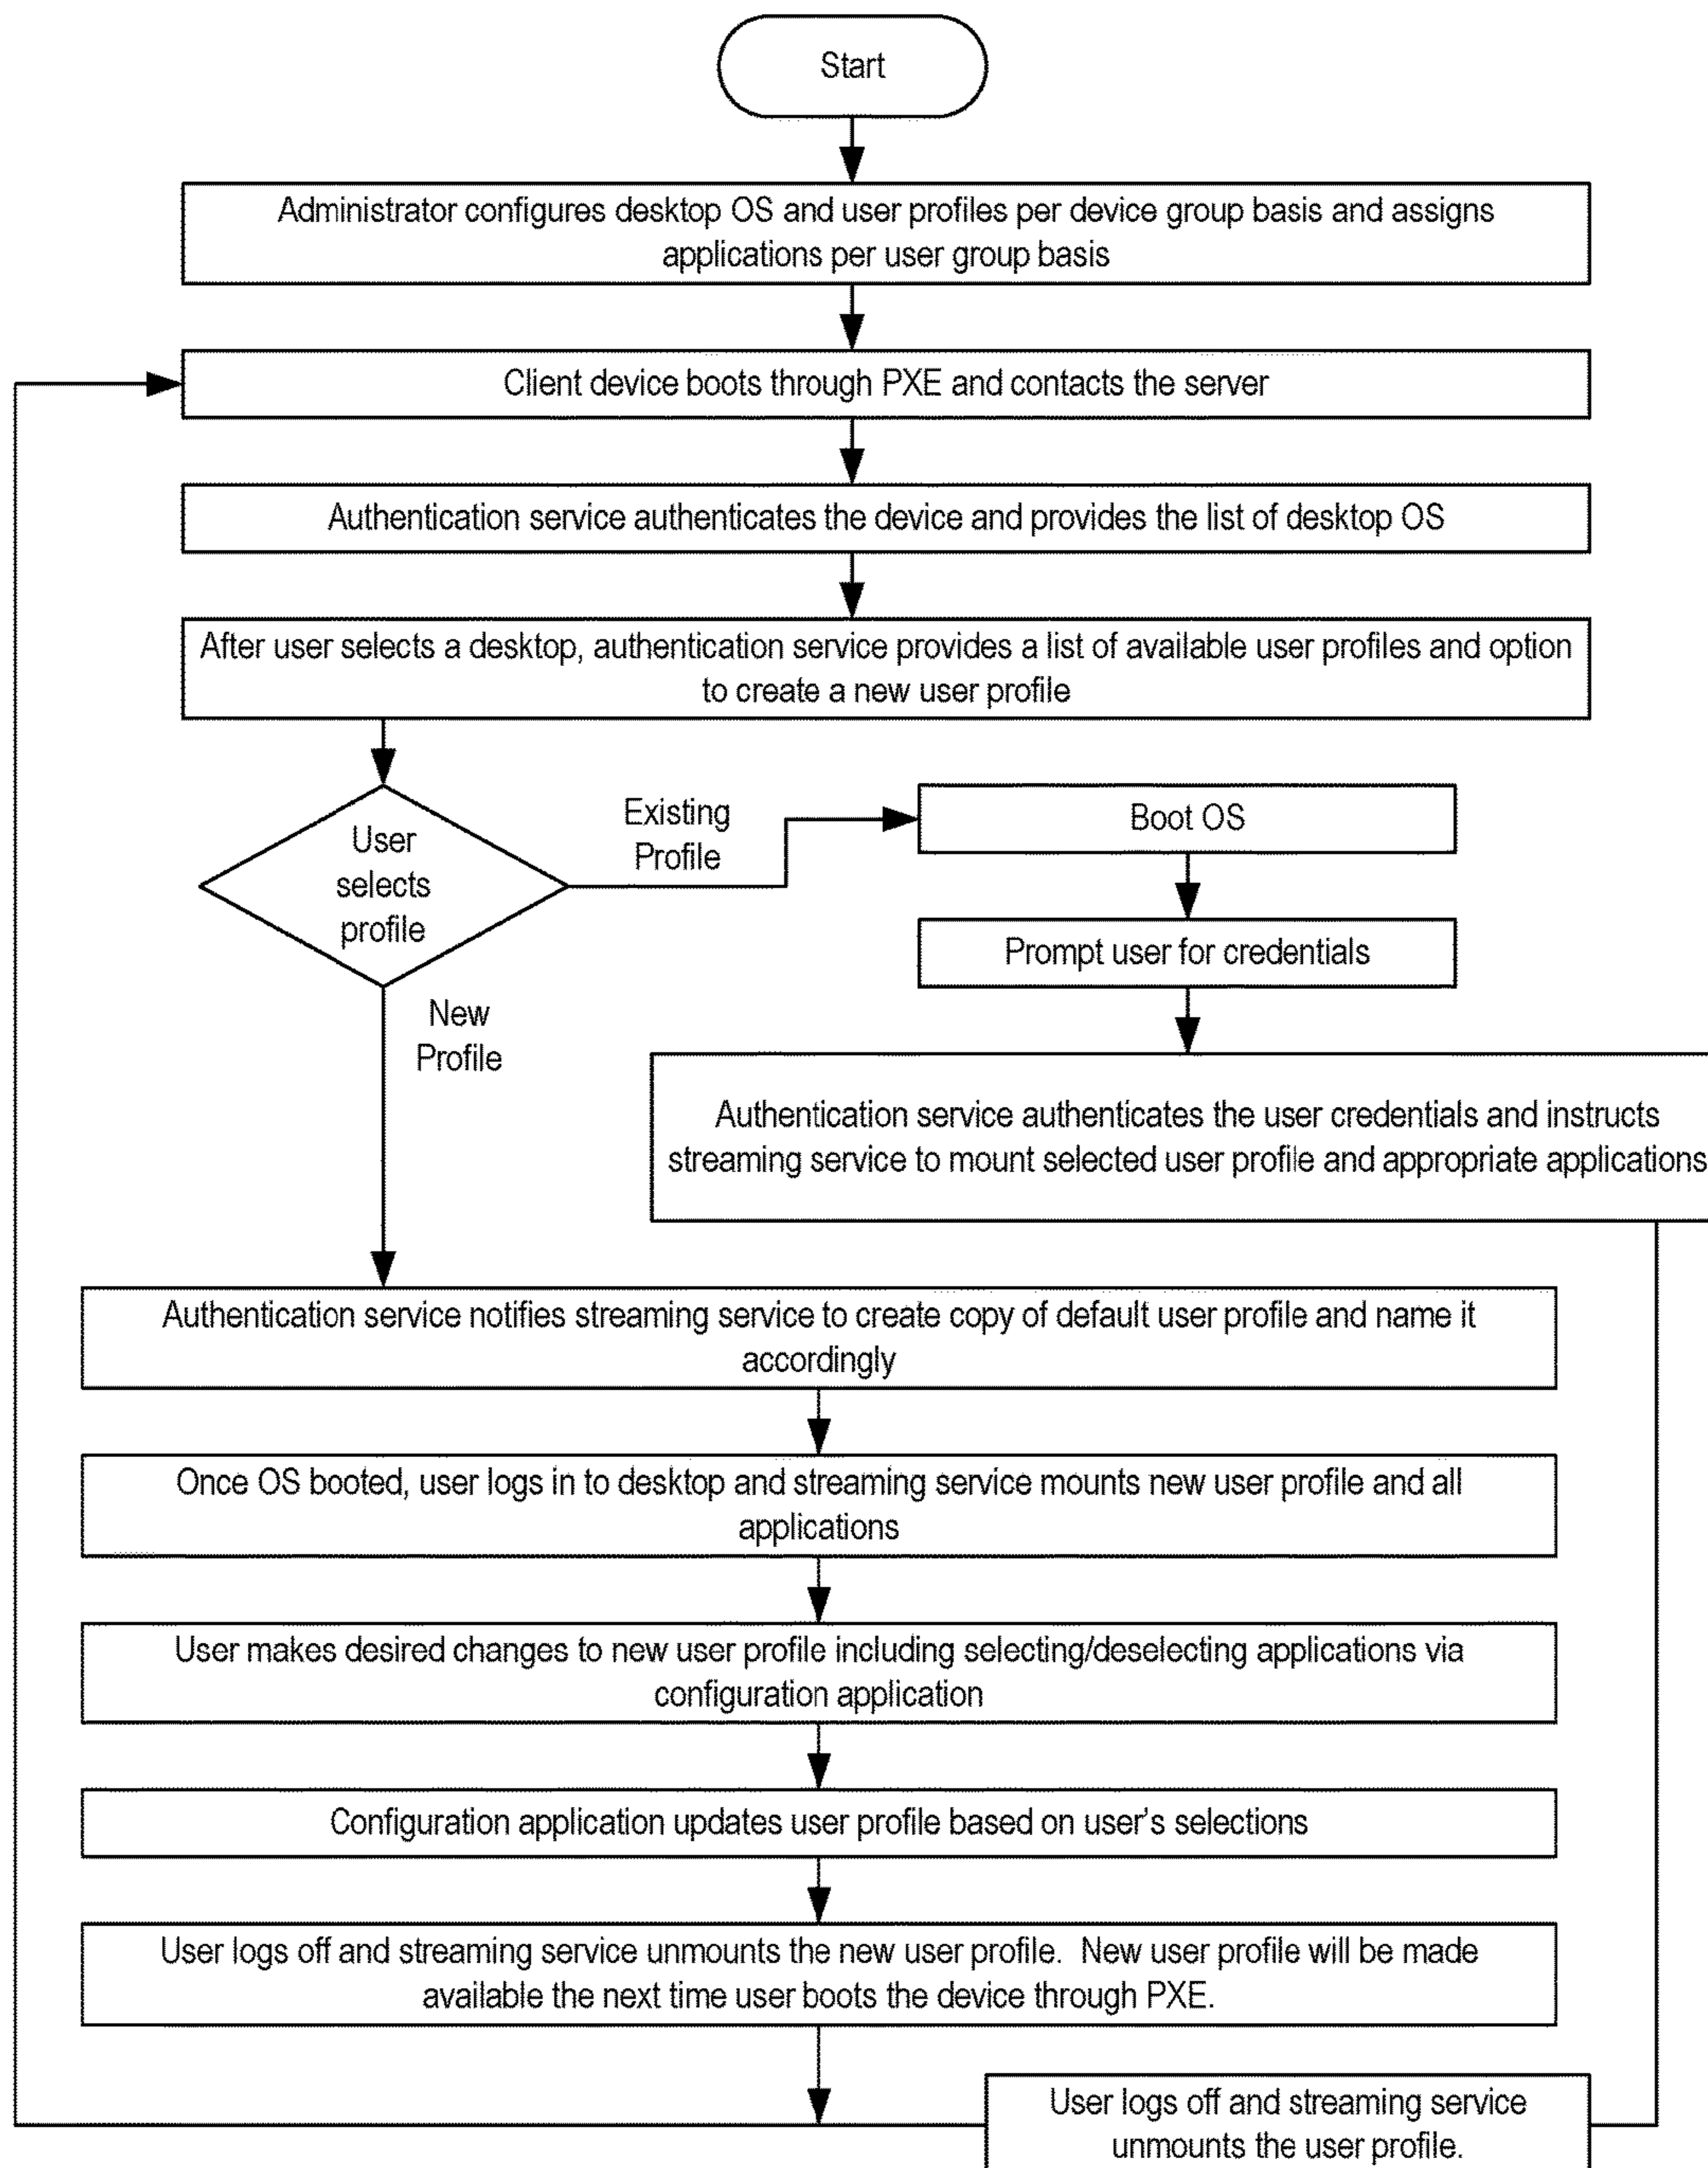 Start
Administrator configures desktop OS and user profiles per device group basis and assigns
applications per user group basis
Client device boots through PXE and contacts the server
Authentication service authenticates the device and provides the list of desktop OS
After user selects a desktop, authentication service provides a list of available user profiles and option
to create a new user profile
User
selects
profile
Existing
Profile
Boot OS
Prompt user for credentials
New
Profile
Authentication service authenticates the user credentials and instructs
streaming service to mount selected user profile and appropriate applications
Authentication service notifies streaming service to create copy of default user profile and name it
accordingly
Once OS booted, user logs in to desktop and streaming service mounts new user profile and all
applications
User makes desired changes to new user profile including selecting/deselecting applications via
configuration application
Configuration application updates user profile based on user's selections
User logs off and streaming service unmounts the new user profile.  New user profile will be made
available the next time user boots the device through PXE.
User logs off and streaming service
unmounts the user profile.